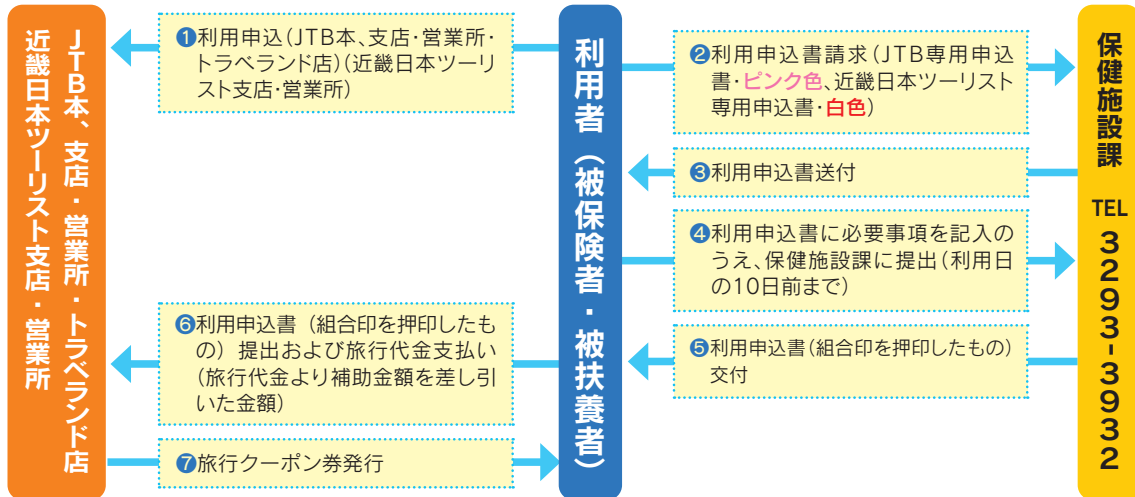 JTB本、支店・営業所・トラベランド店
近畿日本ツーリスト支店・営業所
❶利用申込(JTB本、支店・営業所・
トラベランド店)(近畿日本ツーリ
スト支店・営業所)
利用者(被保険者・被扶養者)
❷利用申込書請求(JTB専用申込
書・ピンク色、近畿日本ツーリスト
専用申込書・白色)
❸利用申込書送付
❹利用申込書に必要事項を記入の
うえ、保健施設課に提出(利用日
の10日前まで)
❺利用申込書(組合印を押印したもの)
交付
❻利用申込書(組合印を押印したも
の)提出および旅行代金支払い
(旅行代金より補助金額を差し引
いた金額)
❼旅行クーポン券発行
保健施設課 TEL 3293-3932